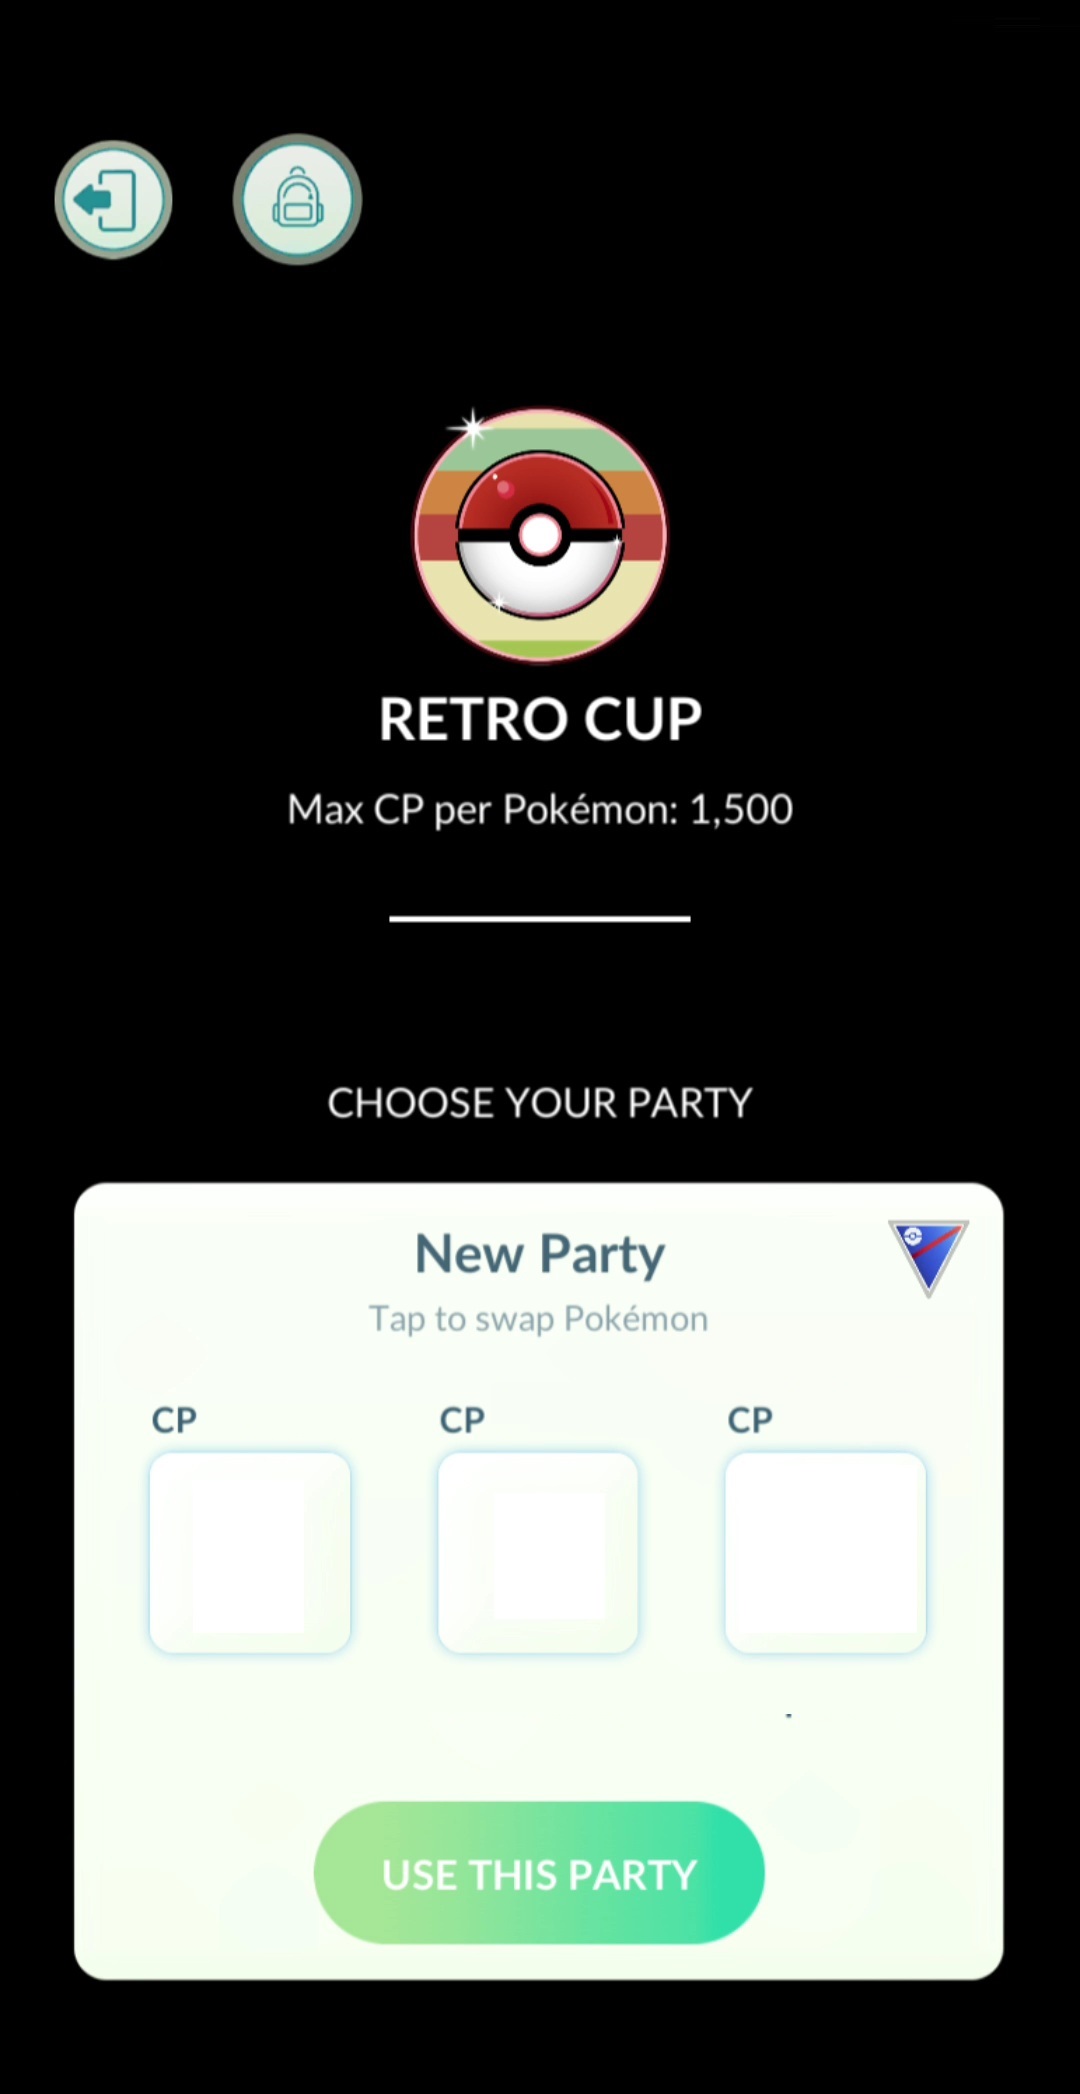 RETRO CUP
Max CP per Pokémon: 1,500
CHOOSE YOUR PARTY
New Party
Tap to swap Pokémon
CP CP CP
USE THIS PARTY